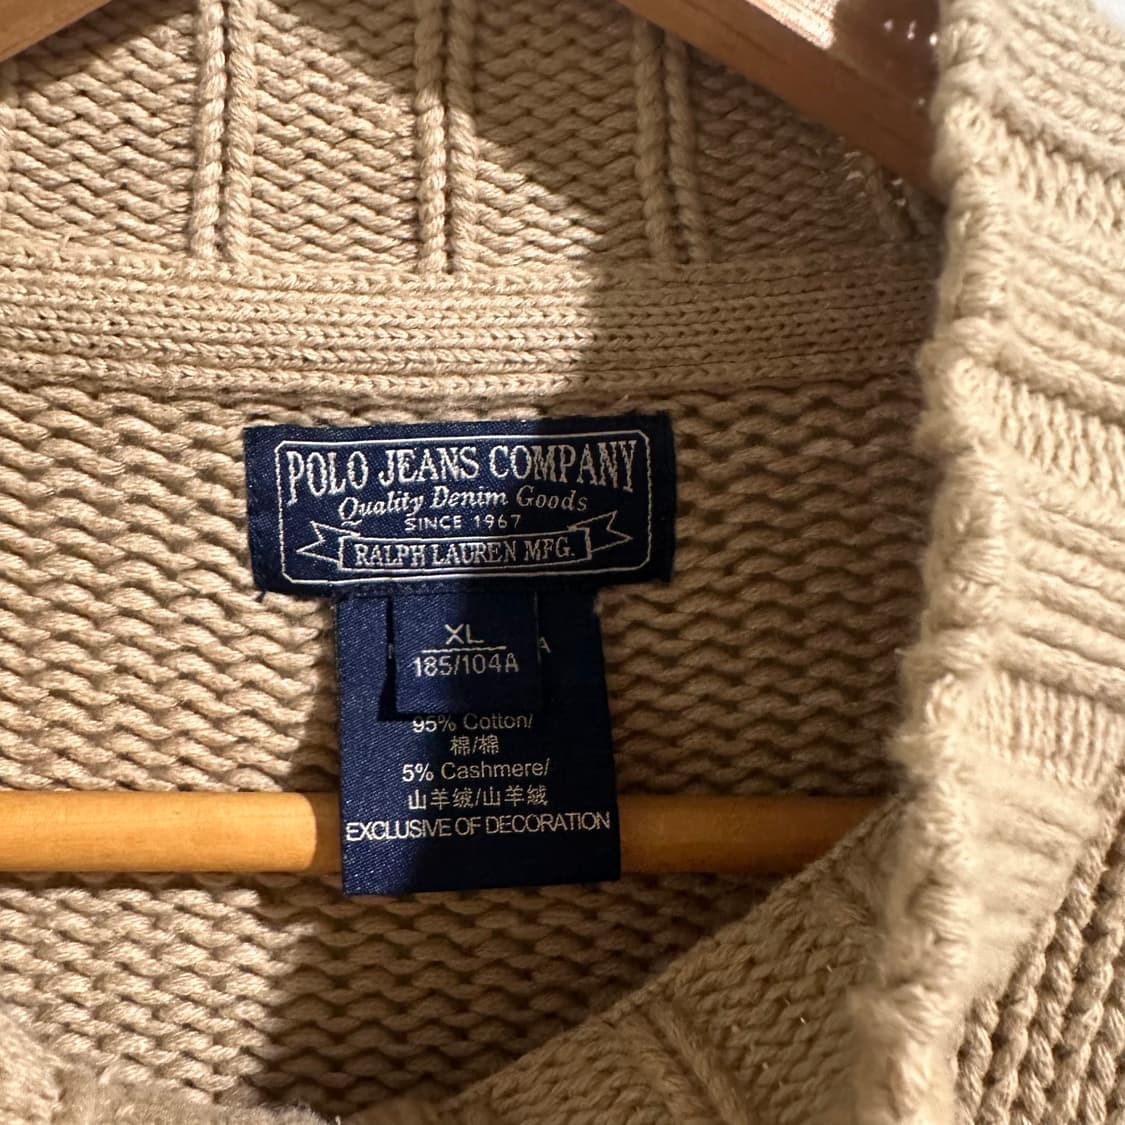 POLO JEANS COMPANY
Quality Denim Goods
SINCE 1967
RALPH LAUREN MFG.
XL
185/104A
95% Cotton/
棉/棉
5% Cashmere/
山羊绒/山羊絨
EXCLUSIVE OF DECORATION